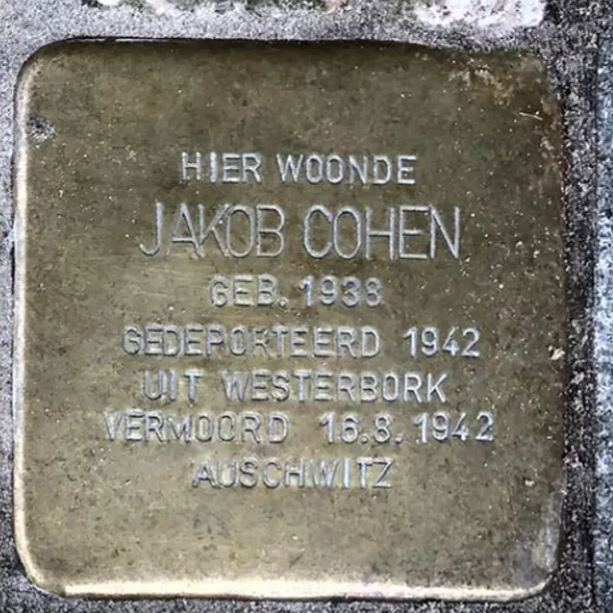 HIER WOONDE
JAKOB COHEN
GEB. 1938
GEDEPORTEERD 1942
UIT WESTERBORK
VERMOORD 16.8.1942
AUSCHWITZ